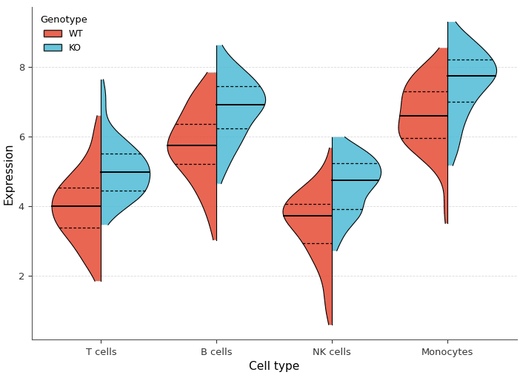 Genotype
WT
KO
Expression
8
6
4
2
T cells
B cells
NK cells
Monocytes
Cell type